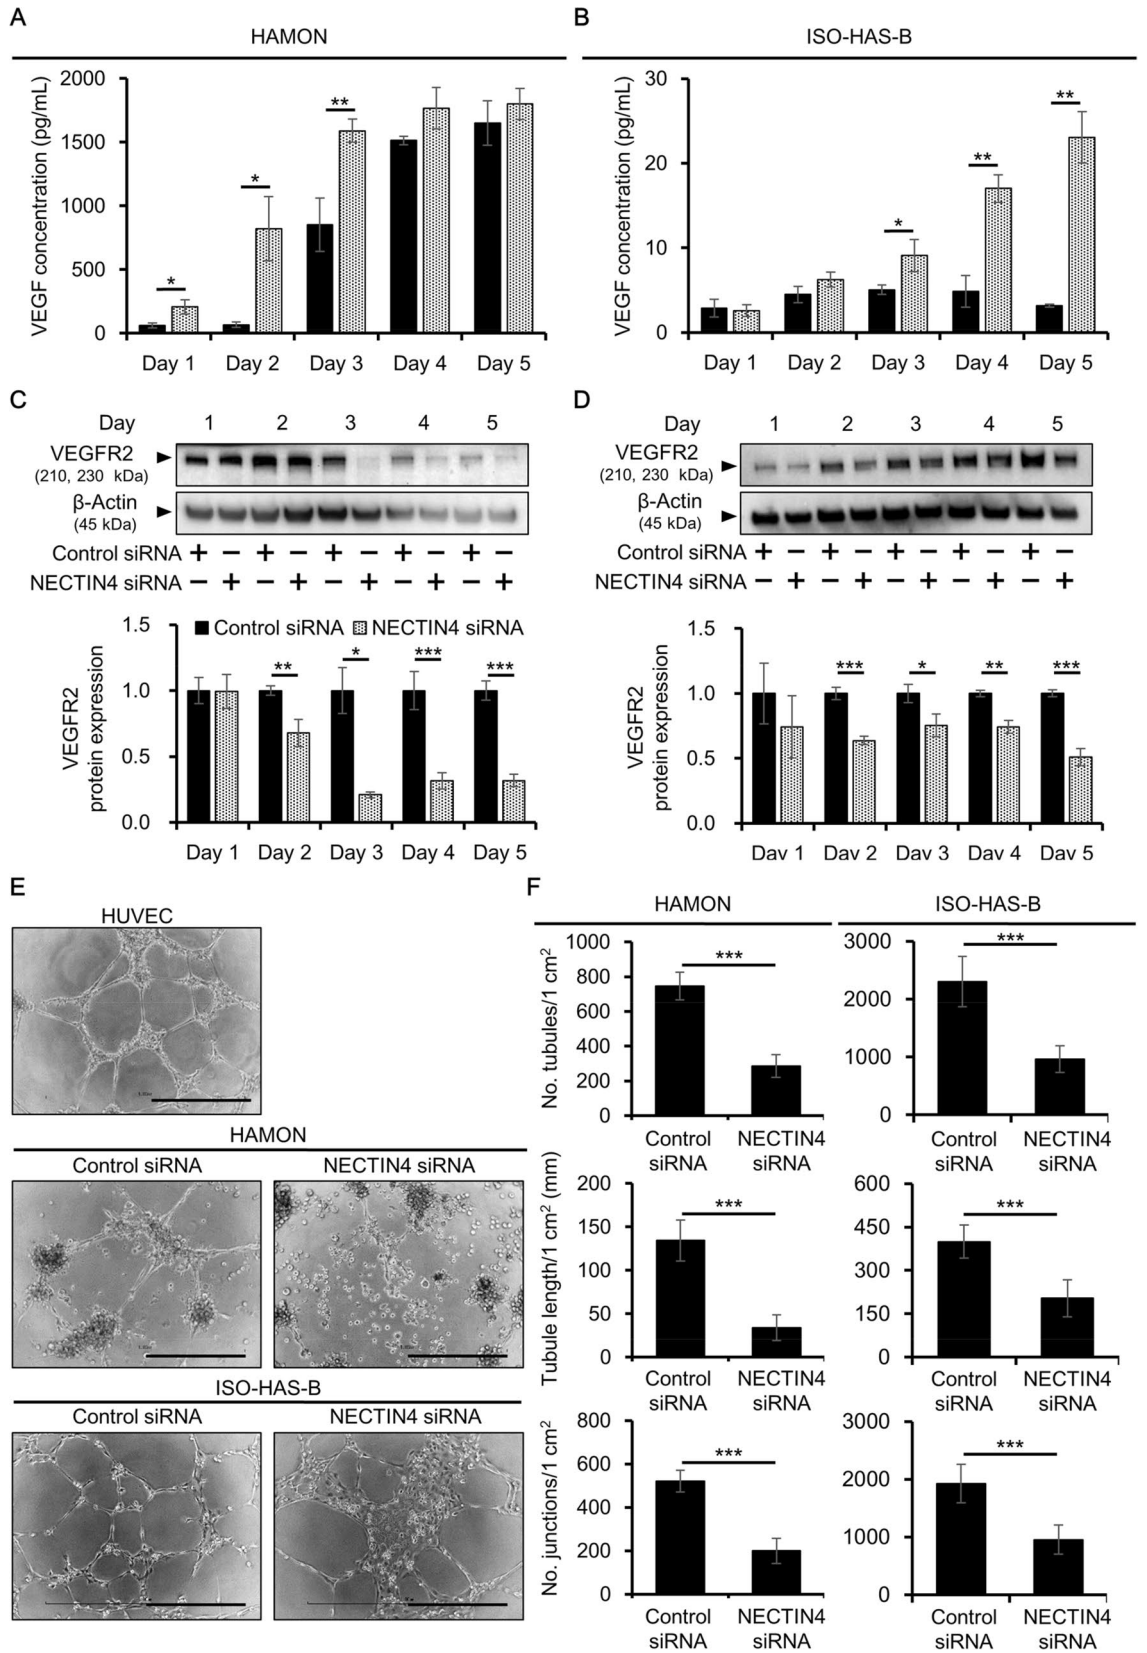 A
HAMON
VEGF concentration (pg/mL)
2000
1500
1000
500
0
*
*
**
Day 1 Day 2 Day 3 Day 4 Day 5
B
ISO-HAS-B
VEGF concentration (pg/mL)
30
20
10
0
*
**
**
Day 1 Day 2 Day 3 Day 4 Day 5
C
Day 1 2 3 4 5
VEGFR2
(210, 230 kDa)
β-Actin
(45 kDa)
Control siRNA + − + − + − + − + −
NECTIN4 siRNA − + − + − + − + − +
VEGFR2
protein expression
1.5
1.0
0.5
0.0
Control siRNA NECTIN4 siRNA
** * *** ***
Day 1 Day 2 Day 3 Day 4 Day 5
D
Day 1 2 3 4 5
VEGFR2
(210, 230 kDa)
β-Actin
(45 kDa)
Control siRNA + − + − + − + − + −
NECTIN4 siRNA − + − + − + − + − +
VEGFR2
protein expression
1.5
1.0
0.5
0.0
*** * ** ***
Day 1 Day 2 Day 3 Day 4 Day 5
E
HUVEC
HAMON
Control siRNA NECTIN4 siRNA
ISO-HAS-B
Control siRNA NECTIN4 siRNA
F
HAMON ISO-HAS-B
No. tubules/1 cm²
1000
800
600
400
200
0
***
Control siRNA
NECTIN4 siRNA
3000
2000
1000
0
***
Control siRNA
NECTIN4 siRNA
Tubule length/1 cm² (mm)
200
150
100
50
0
***
Control siRNA
NECTIN4 siRNA
600
450
300
150
0
***
Control siRNA
NECTIN4 siRNA
No. junctions/1 cm²
800
600
400
200
0
***
Control siRNA
NECTIN4 siRNA
3000
2000
1000
0
***
Control siRNA
NECTIN4 siRNA